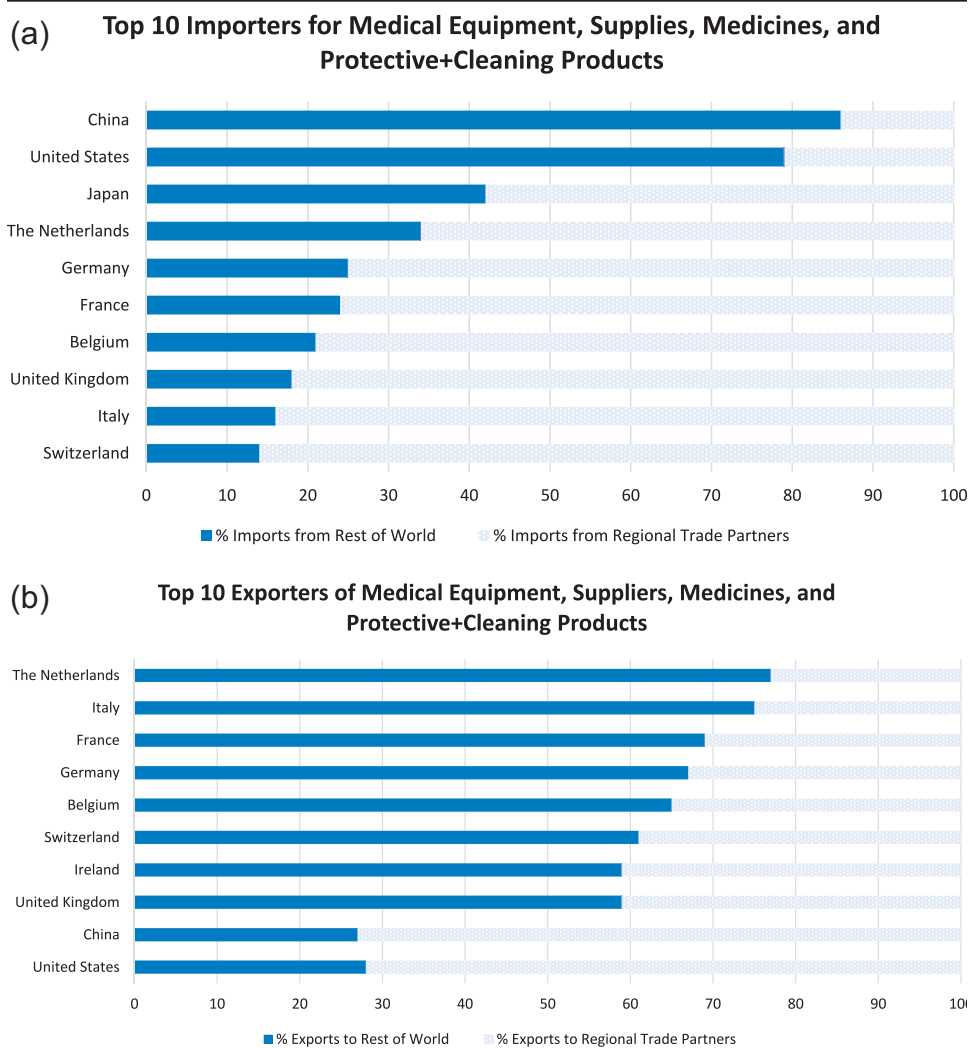 (a)
Top 10 Importers for Medical Equipment, Supplies, Medicines, and
Protective+Cleaning Products
China
United States
Japan
The Netherlands
Germany
France
Belgium
United Kingdom
Italy
Switzerland
0 10 20 30 40 50 60 70 80 90 100
% Imports from Rest of World % Imports from Regional Trade Partners
(b)
Top 10 Exporters of Medical Equipment, Suppliers, Medicines, and
Protective+Cleaning Products
The Netherlands
Italy
France
Germany
Belgium
Switzerland
Ireland
United Kingdom
China
United States
0 10 20 30 40 50 60 70 80 90 100
% Exports to Rest of World % Exports to Regional Trade Partners